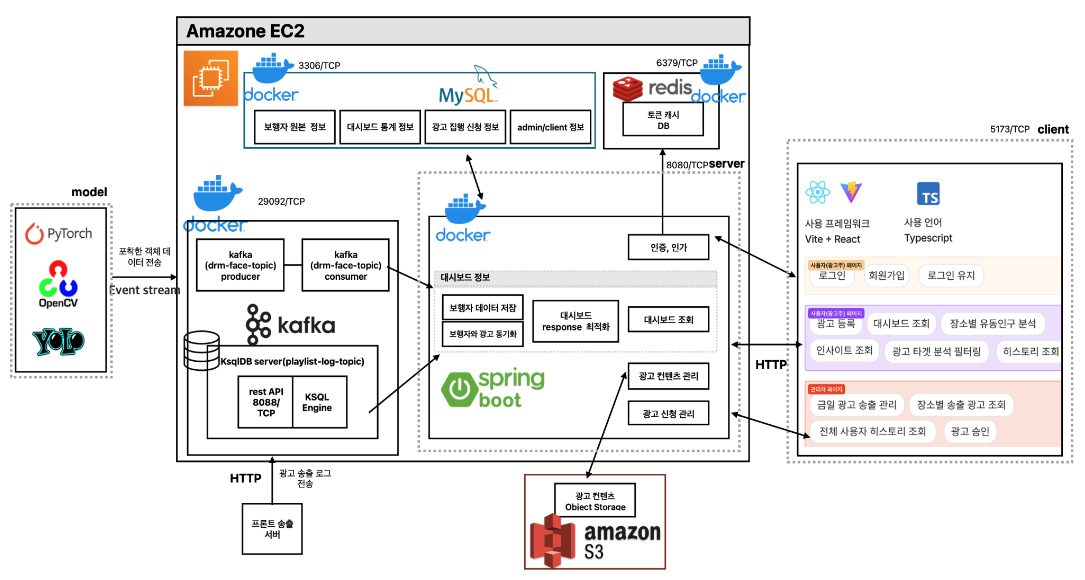 Amazone EC2
3306/TCP
docker
MySQL
보행자 원본 정보
대시보드 통계 정보
광고 집행 신청 정보
admin/client 정보
6379/TCP
redis
docker
토큰 캐시
DB
8080/TCP
server
5173/TCP
client
model
PyTorch
OpenCV
YOLO
포착한 객체 데
이터 전송
Event stream
29092/TCP
docker
kafka
(drm-face-topic)
producer
kafka
(drm-face-topic)
consumer
kafka
KsqlDB server(playlist-log-topic)
rest API
8088/
TCP
KSQL
Engine
HTTP
광고 송출 로그
전송
프론트 송출
서버
docker
인증, 인가
대시보드 정보
보행자 데이터 저장
보행자와 광고 동기화
대시보드
response 최적화
대시보드 조회
spring
boot
광고 컨텐츠 관리
광고 신청 관리
HTTP
광고 컨텐츠
Object Storage
amazon
S3
TS
사용 프레임워크
Vite + React
사용 언어
Typescript
사용자(광고주) 페이지
로그인
회원가입
로그인 유지
사용자(광고주) 페이지
광고 등록
대시보드 조회
장소별 유동인구 분석
인사이트 조회
광고 타겟 분석 필터링
히스토리 조회
관리자 페이지
금일 광고 송출 관리
장소별 송출 광고 조회
전체 사용자 히스토리 조회
광고 승인